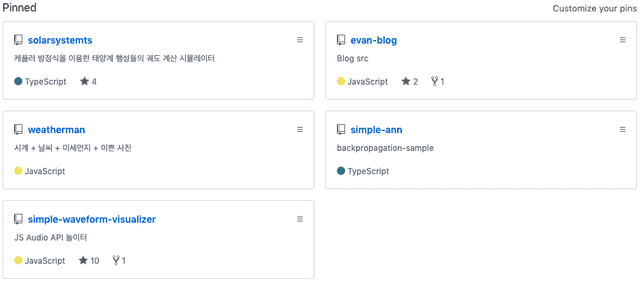 Pinned
Customize your pins
solarsystemts
케플러 방정식을 이용한 태양계 행성들의 궤도 계산 시뮬레이터
TypeScript 4
evan-blog
Blog src
JavaScript 2 1
weatherman
시계 + 날씨 + 미세먼지 + 이쁜 사진
JavaScript
simple-ann
backpropagation-sample
TypeScript
simple-waveform-visualizer
JS Audio API 놀이터
JavaScript 10 1